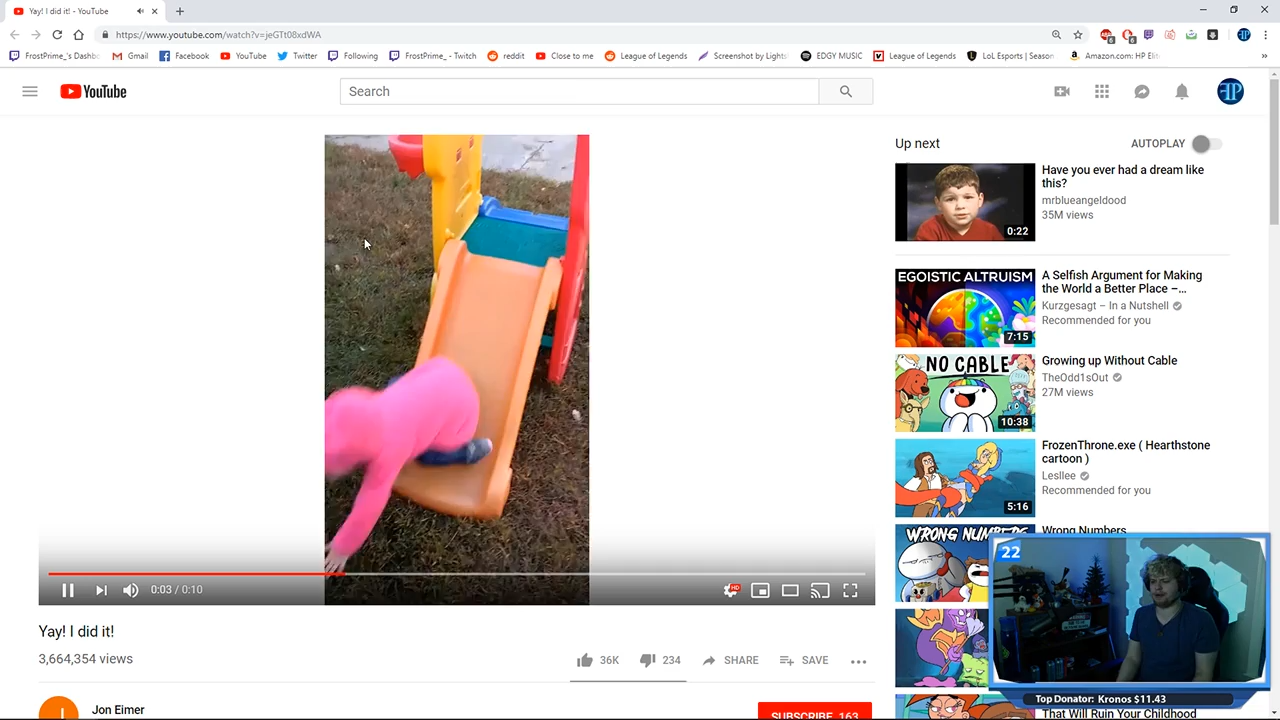 Yay! I did it! - YouTube
https://www.youtube.com/watch?v=jeGTt08xdWA
FrostPrime_'s Dashbo
Gmail
Facebook
YouTube
Twitter
Following
FrostPrime_ - Twitch
reddit
Close to me
League of Legends
Screenshot by Lights
EDGY MUSIC
League of Legends
LoL Esports | Season
Amazon.com: HP Elit
YouTube
Search
Up next
AUTOPLAY
Have you ever had a dream like
this?
mrblueangeldood
35M views
0:22
EGOISTIC ALTRUISM
7:15
A Selfish Argument for Making
the World a Better Place –...
Kurzgesagt – In a Nutshell
Recommended for you
NO CABLE
10:38
Growing up Without Cable
TheOdd1sOut
27M views
5:16
FrozenThrone.exe ( Hearthstone
cartoon )
Lesllee
Recommended for you
WRONG NUMBERS
Wrong Numbers
22
Top Donator: Kronos $11.43
That Will Ruin Your Childhood
0:03 / 0:10
HD
Yay! I did it!
3,664,354 views
36K
234
SHARE
SAVE
Jon Eimer
SUBSCRIBE 163